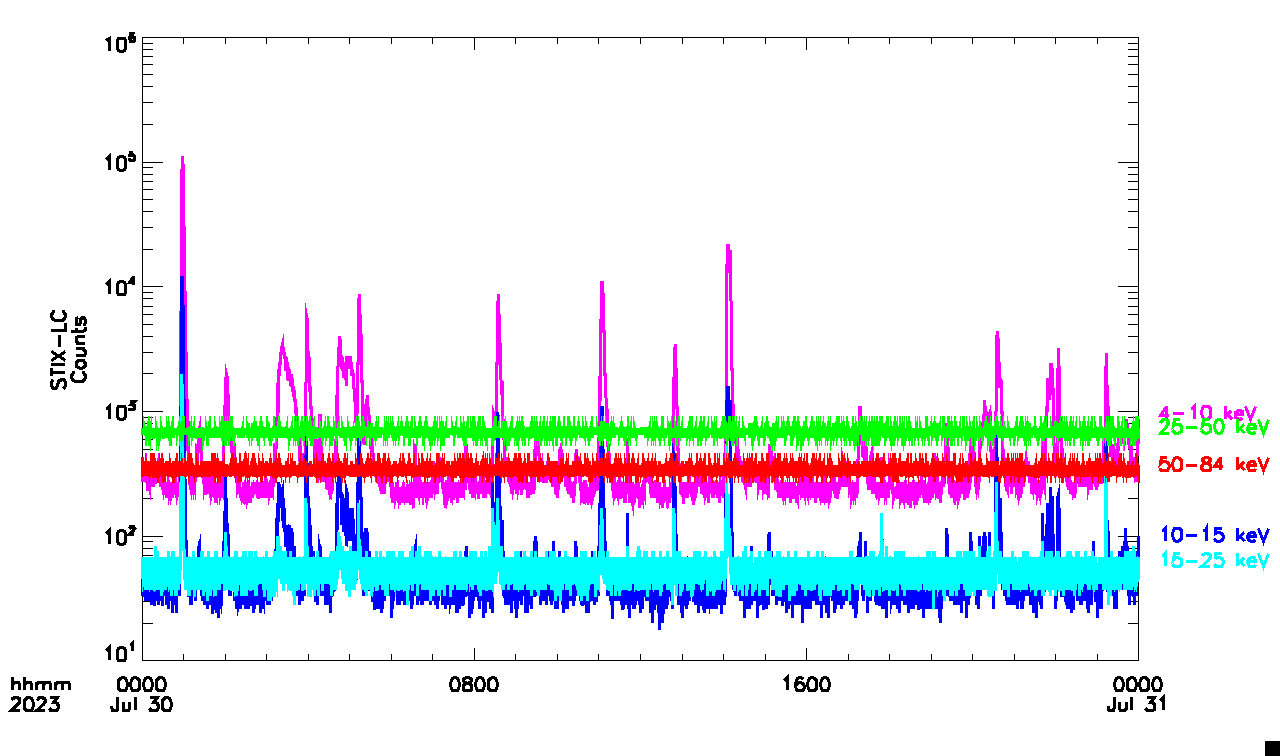 10^6
10^5
10^4
10^3
10^2
10^1
STIX-LC
Counts
4-10 keV
25-50 keV
50-84 keV
10-15 keV
15-25 keV
hhmm 0000 0800 1600 0000
2023 Jul 30 Jul 31